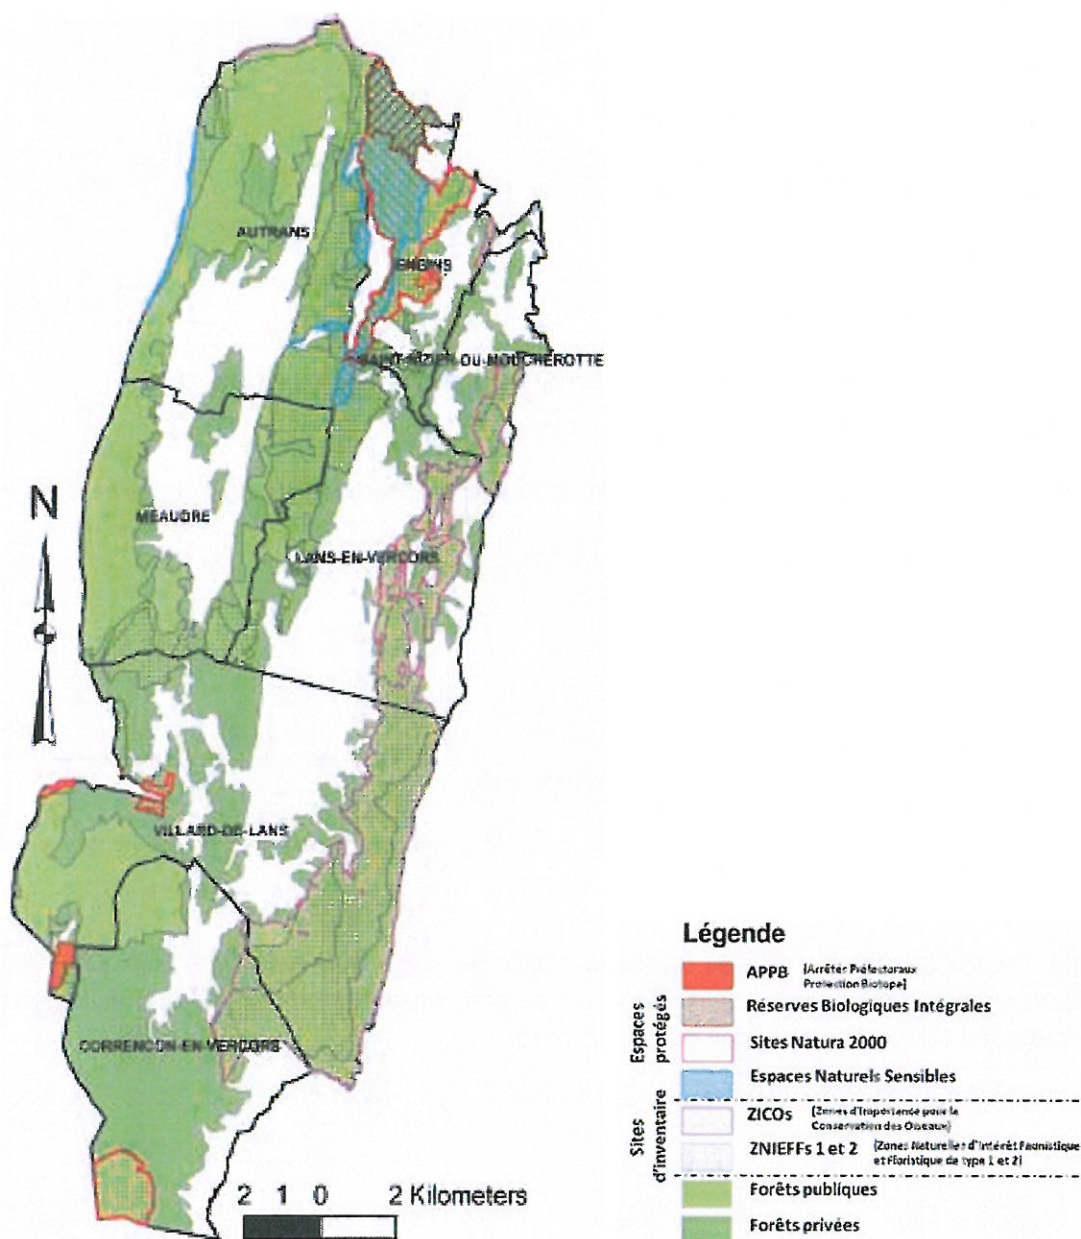 AUTRANS
ENGINS
SAINT-NIZIER-DU-MOUCHEROTTE
N
MEAUDRE
LANS-EN-VERCORS
VILLARD-DE-LANS
CORRENCON-EN-VERCORS
2 1 0 2 Kilometers
Légende
Espaces protégés
APPB (Arrêtés Préfectoraux
Protection Biotope)
Réserves Biologiques Intégrales
Sites Natura 2000
Espaces Naturels Sensibles
Sites d'inventaire
ZICOs (Zones d'Importance pour la
Conservation des Oiseaux)
ZNIEFFs 1 et 2 (Zones Naturelles d'Intérêt Faunistique
et Floristique de type 1 et 2)
Forêts publiques
Forêts privées